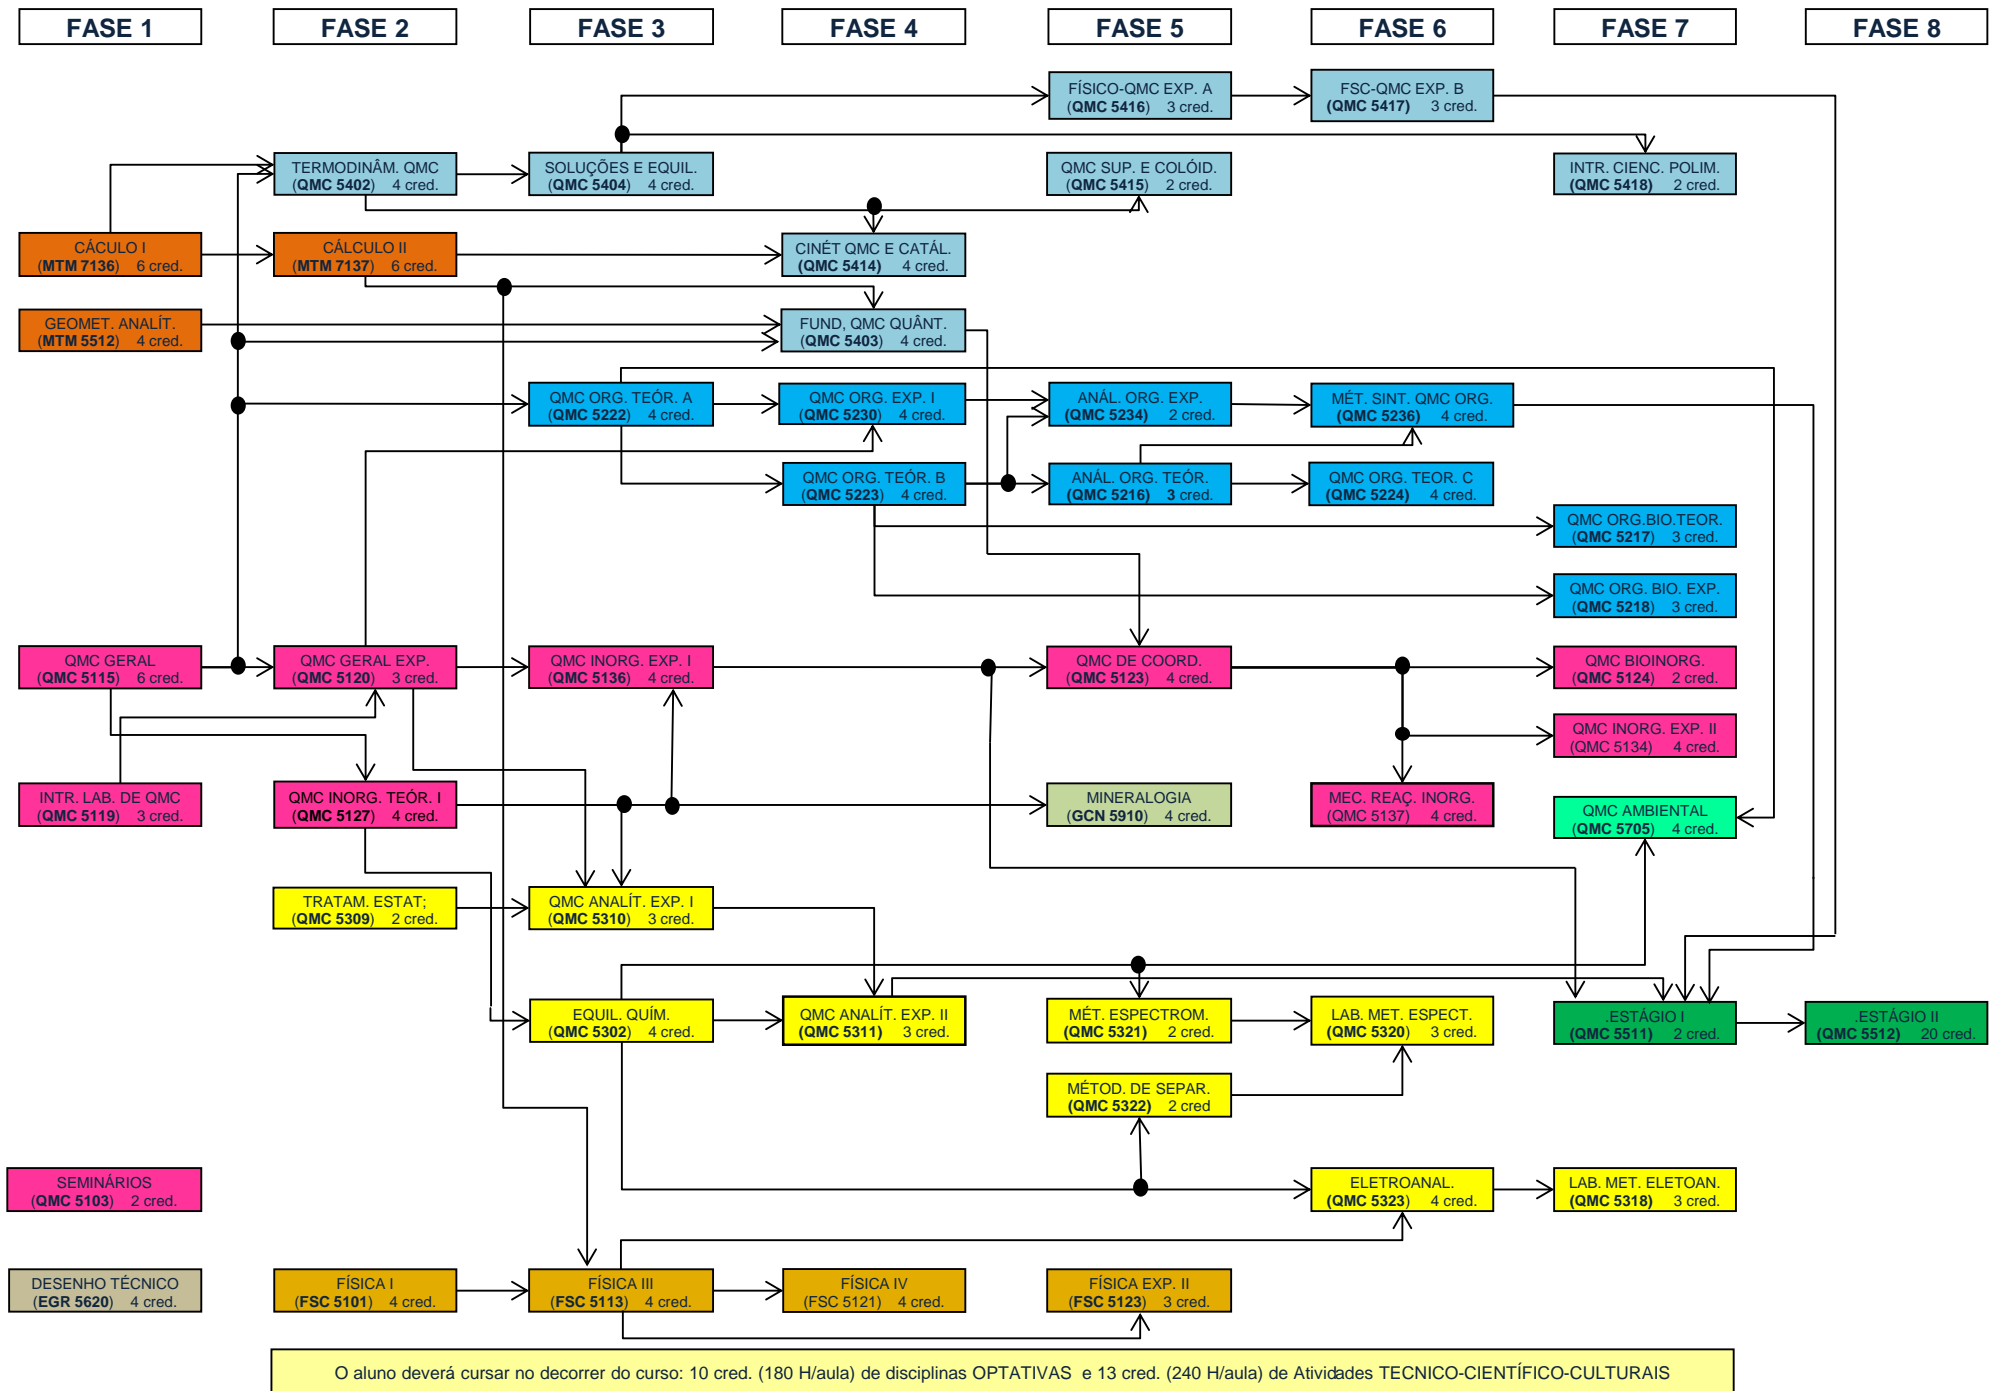 FASE 1
FASE 2
FASE 3
FASE 4
FASE 5
FASE 6
FASE 7
FASE 8
FÍSICO-QMC EXP. A
(QMC 5416) 3 cred.
FSC-QMC EXP. B
(QMC 5417) 3 cred.
TERMODINÂM. QMC
(QMC 5402) 4 cred.
SOLUÇÕES E EQUIL.
(QMC 5404) 4 cred.
QMC SUP. E COLÓID.
(QMC 5415) 2 cred.
INTR. CIENC. POLIM.
(QMC 5418) 2 cred.
CÁCULO I
(MTM 7136) 6 cred.
CÁLCULO II
(MTM 7137) 6 cred.
CINÉT QMC E CATÁL.
(QMC 5414) 4 cred.
GEOMET. ANALÍT.
(MTM 5512) 4 cred.
FUND, QMC QUÂNT.
(QMC 5403) 4 cred.
QMC ORG. TEÓR. A
(QMC 5222) 4 cred.
QMC ORG. EXP. I
(QMC 5230) 4 cred.
ANÁL. ORG. EXP.
(QMC 5234) 2 cred.
MÉT. SINT. QMC ORG.
(QMC 5236) 4 cred.
QMC ORG. TEÓR. B
(QMC 5223) 4 cred.
ANÁL. ORG. TEÓR.
(QMC 5216) 3 cred.
QMC ORG. TEOR. C
(QMC 5224) 4 cred.
QMC ORG.BIO.TEOR.
(QMC 5217) 3 cred.
QMC ORG. BIO. EXP.
(QMC 5218) 3 cred.
QMC GERAL
(QMC 5115) 6 cred.
QMC GERAL EXP.
(QMC 5120) 3 cred.
QMC INORG. EXP. I
(QMC 5136) 4 cred.
QMC DE COORD.
(QMC 5123) 4 cred.
QMC BIOINORG.
(QMC 5124) 2 cred.
QMC INORG. EXP. II
(QMC 5134) 4 cred.
INTR. LAB. DE QMC
(QMC 5119) 3 cred.
QMC INORG. TEÓR. I
(QMC 5127) 4 cred.
MINERALOGIA
(GCN 5910) 4 cred.
MEC. REAÇ. INORG.
(QMC 5137) 4 cred.
QMC AMBIENTAL
(QMC 5705) 4 cred.
TRATAM. ESTAT;
(QMC 5309) 2 cred.
QMC ANALÍT. EXP. I
(QMC 5310) 3 cred.
EQUIL. QUÍM.
(QMC 5302) 4 cred.
QMC ANALÍT. EXP. II
(QMC 5311) 3 cred.
MÉT. ESPECTROM.
(QMC 5321) 2 cred.
LAB. MET. ESPECT.
(QMC 5320) 3 cred.
.ESTÁGIO I
(QMC 5511) 2 cred.
.ESTÁGIO II
(QMC 5512) 20 cred.
MÉTOD. DE SEPAR.
(QMC 5322) 2 cred
SEMINÁRIOS
(QMC 5103) 2 cred.
ELETROANAL.
(QMC 5323) 4 cred.
LAB. MET. ELETOAN.
(QMC 5318) 3 cred.
DESENHO TÉCNICO
(EGR 5620) 4 cred.
FÍSICA I
(FSC 5101) 4 cred.
FÍSICA III
(FSC 5113) 4 cred.
FÍSICA IV
(FSC 5121) 4 cred.
FÍSICA EXP. II
(FSC 5123) 3 cred.
O aluno deverá cursar no decorrer do curso: 10 cred. (180 H/aula) de disciplinas OPTATIVAS e 13 cred. (240 H/aula) de Atividades TECNICO-CIENTÍFICO-CULTURAIS